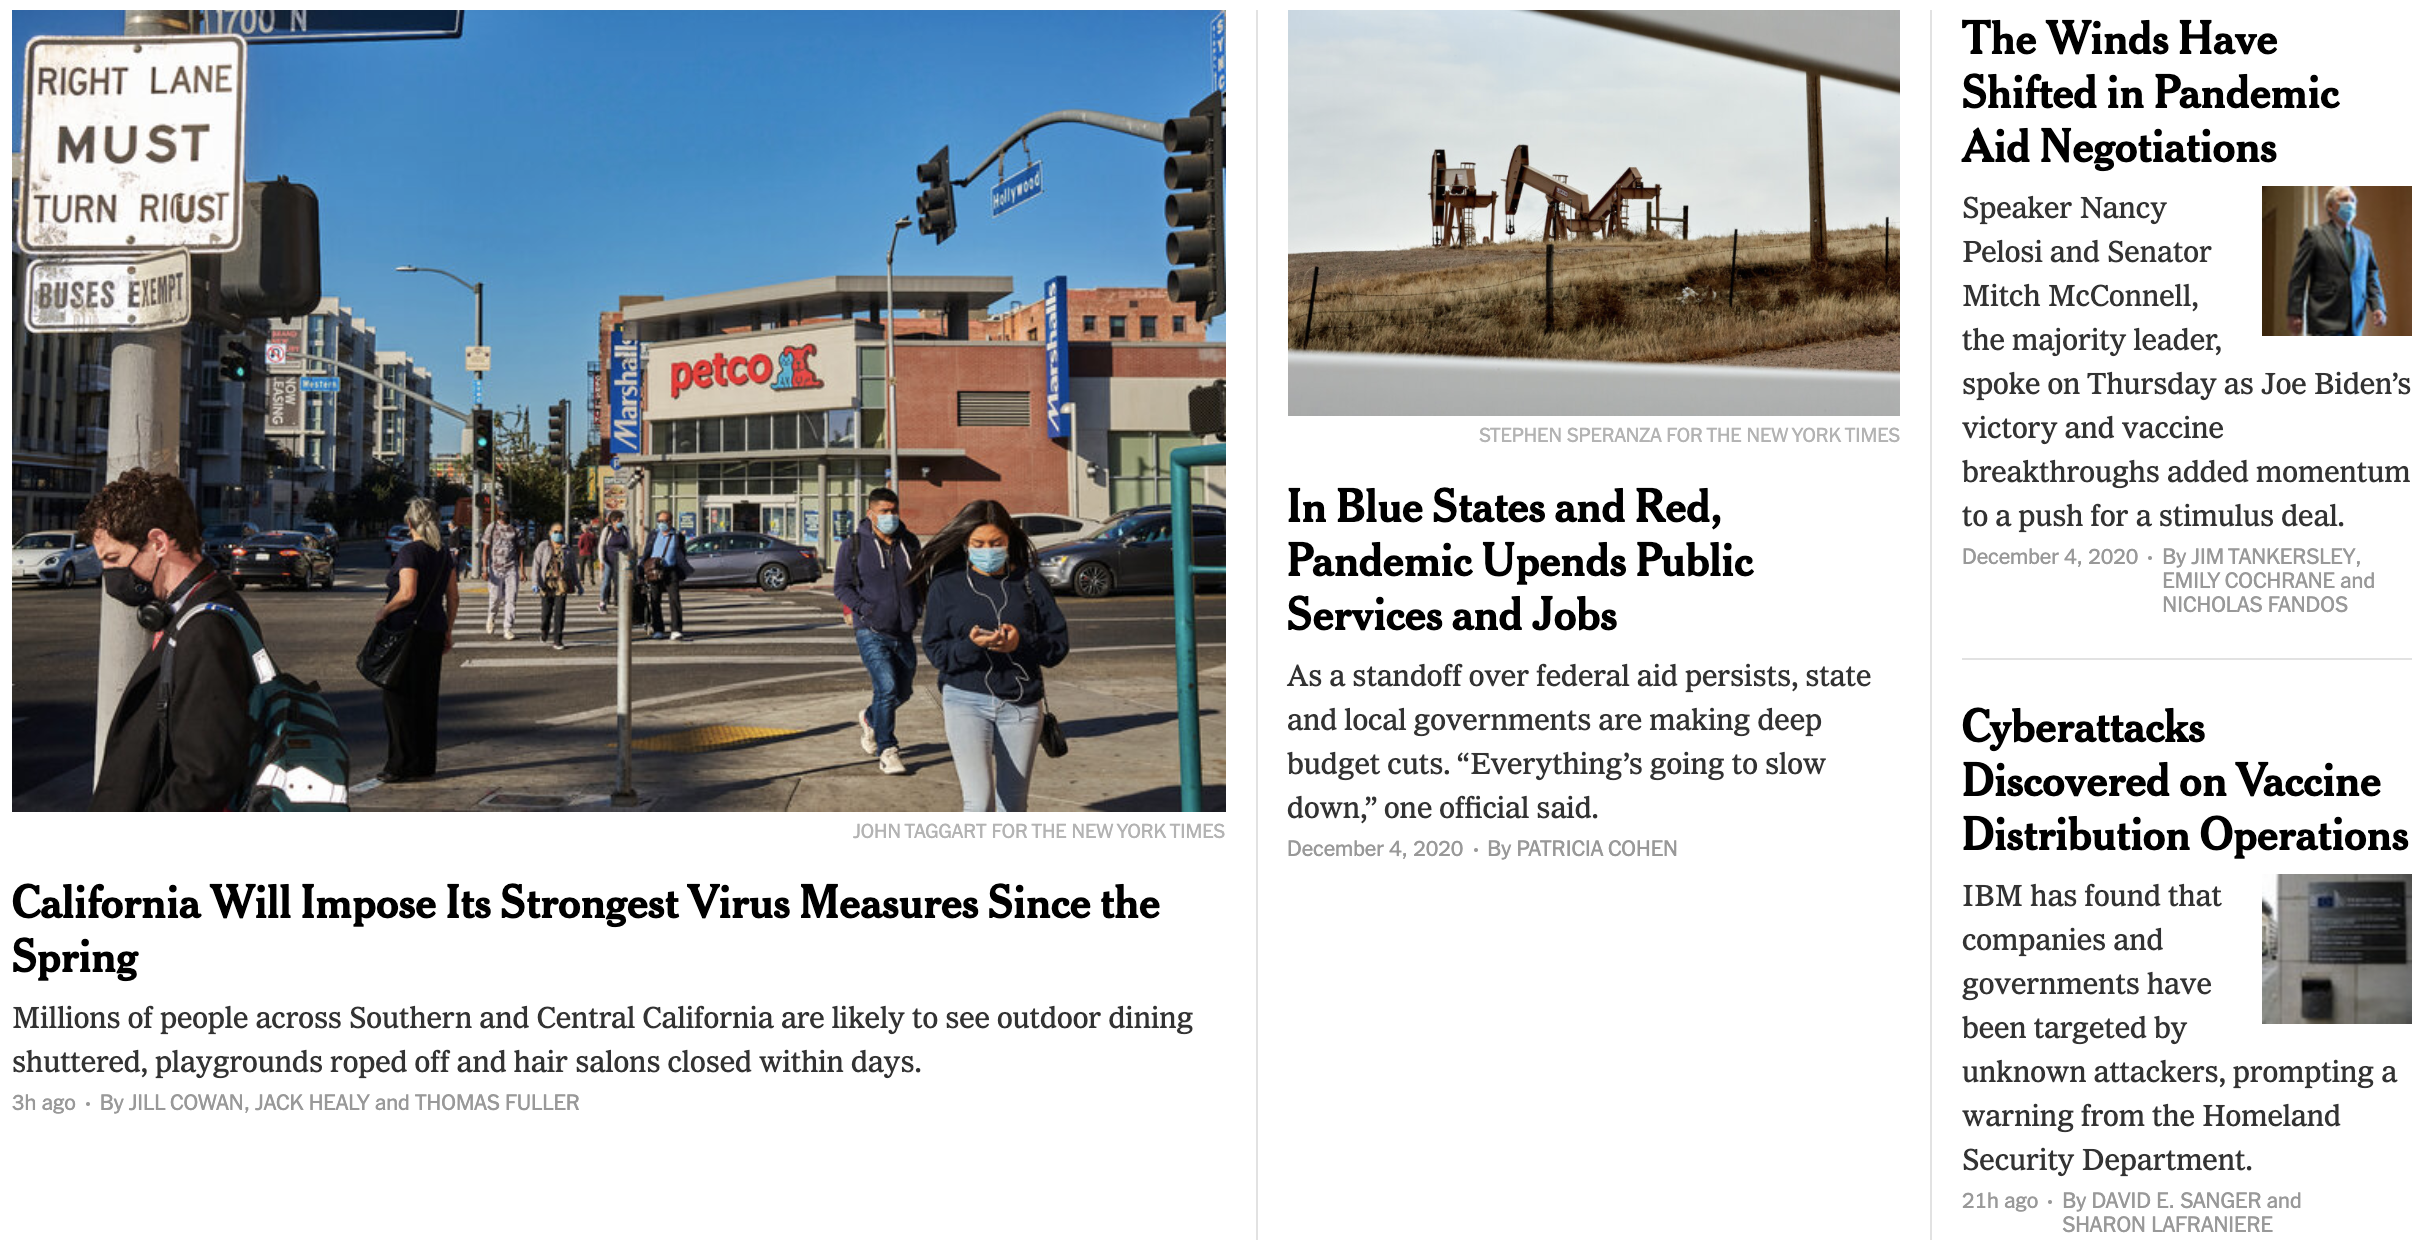 1700 N
RIGHT LANE
MUST
TURN RIGUST
BUSES EXEMPT
Hollywood
Western
NOW
LEASING
petco
Marshalls
Marshalls
JOHN TAGGART FOR THE NEW YORK TIMES
California Will Impose Its Strongest Virus Measures Since the
Spring
Millions of people across Southern and Central California are likely to see outdoor dining
shuttered, playgrounds roped off and hair salons closed within days.
3h ago · By JILL COWAN, JACK HEALY and THOMAS FULLER
STEPHEN SPERANZA FOR THE NEW YORK TIMES
In Blue States and Red,
Pandemic Upends Public
Services and Jobs
As a standoff over federal aid persists, state
and local governments are making deep
budget cuts. “Everything’s going to slow
down,” one official said.
December 4, 2020 · By PATRICIA COHEN
The Winds Have
Shifted in Pandemic
Aid Negotiations
Speaker Nancy
Pelosi and Senator
Mitch McConnell,
the majority leader,
spoke on Thursday as Joe Biden’s
victory and vaccine
breakthroughs added momentum
to a push for a stimulus deal.
December 4, 2020 · By JIM TANKERSLEY,
EMILY COCHRANE and
NICHOLAS FANDOS
Cyberattacks
Discovered on Vaccine
Distribution Operations
IBM has found that
companies and
governments have
been targeted by
unknown attackers, prompting a
warning from the Homeland
Security Department.
21h ago · By DAVID E. SANGER and
SHARON LAFRANIERE